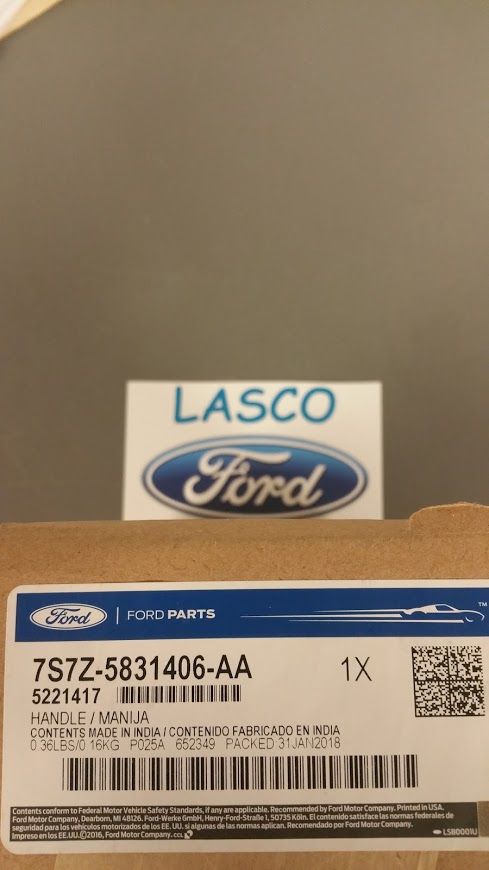 LASCO
Ford
Ford | FORD PARTS
TM
7S7Z-5831406-AA 1X
5221417
HANDLE / MANIJA
CONTENTS MADE IN INDIA / CONTENIDO FABRICADO EN INDIA
0.36LBS/0.16KG P025A 652349 PACKED:31JAN2018
Contents conform to Federal Motor Vehicle Safety Standards, if any are applicable. Recommended by Ford Motor Company. Printed in USA.
Ford Motor Company, Dearborn, MI 48126. Ford-Werke GmbH, Henry-Ford-Straße 1, 50735 Köln. El contenido satisface las normas federales de
seguridad para los vehículos motorizados de los EE.UU. si algunas de las normas aplican. Recomendado por Ford Motor Company.
Impreso en los EE.UU. ©2016, Ford Motor Company, CCL LSB0001U